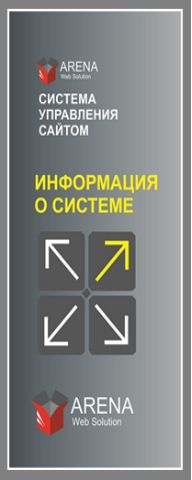 ARENA
Web Solution
СИСТЕМА
УПРАВЛЕНИЯ
САЙТОМ
ИНФОРМАЦИЯ
О СИСТЕМЕ
ARENA
Web Solution